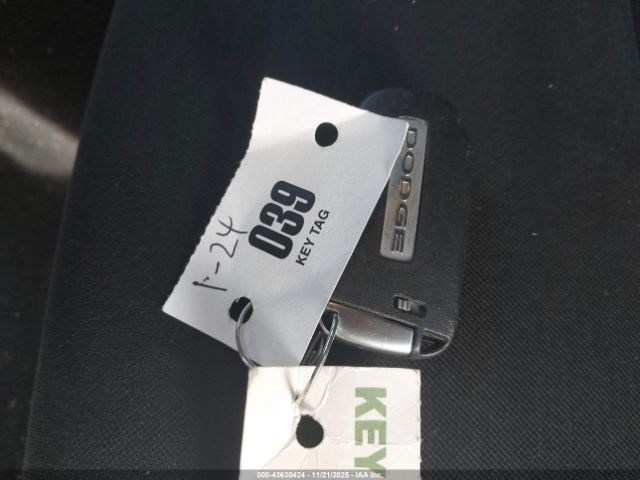 1-24
039
KEY TAG
DODGE
KEY
000-43630424 - 11/21/2025 - IAA Inc.